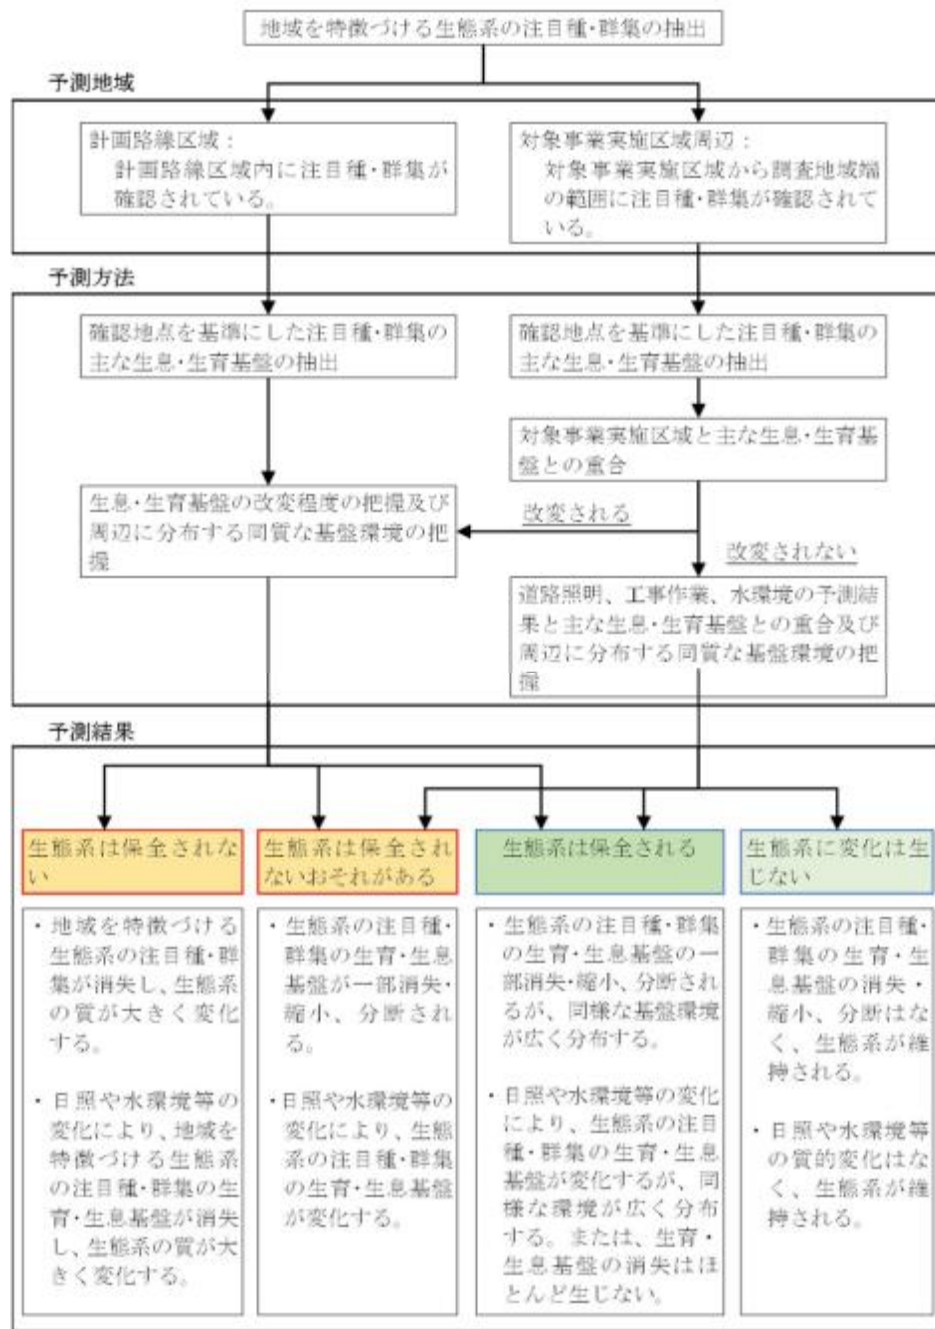 地域を特徴づける生態系の注目種･群集の抽出
予測地域
計画路線区域：
計画路線区域内に注目種･群集が
確認されている。
対象事業実施区域周辺：
対象事業実施区域から調査地域端
の範囲に注目種･群集が確認されて
いる。
予測方法
確認地点を基準にした注目種･群集の
主な生息･生育基盤の抽出
確認地点を基準にした注目種･群集の
主な生息･生育基盤の抽出
対象事業実施区域と主な生息･生育基
盤との重合
生息･生育基盤の改変程度の把握及び
周辺に分布する同質な基盤環境の把
握
改変される
改変されない
道路照明、工事作業、水環境の予測結
果と主な生息･生育基盤との重合及び
周辺に分布する同質な基盤環境の把
握
予測結果
生態系は保全されな
い
生態系は保全され
ないおそれがある
生態系は保全される
生態系に変化は生
じない
・地域を特徴づける
生態系の注目種･群
集が消失し、生態系
の質が大きく変化
する。
・日照や水環境等の
変化により、地域を
特徴づける生態系
の注目種･群集の生
育･生息基盤が消失
し、生態系の質が大
きく変化する。
・生態系の注目種･
群集の生育･生息
基盤が一部消失･
縮小、分断され
る。
・日照や水環境等の
変化により、生態
系の注目種･群集
の生育･生息基盤
が変化する。
・生態系の注目種･群集
の生育･生息基盤の一
部消失･縮小、分断され
るが、同様な基盤環境
が広く分布する。
・日照や水環境等の変化
により、生態系の注目
種･群集の生育･生息
基盤が変化するが、同
様な環境が広く分布
する。または、生育･
生息基盤の消失はほ
とんど生じない。
・生態系の注目種･
群集の生育･生
息基盤の消失･
縮小、分断はな
く、生態系が維
持される。
・日照や水環境等
の質的変化はな
く、生態系が維
持される。